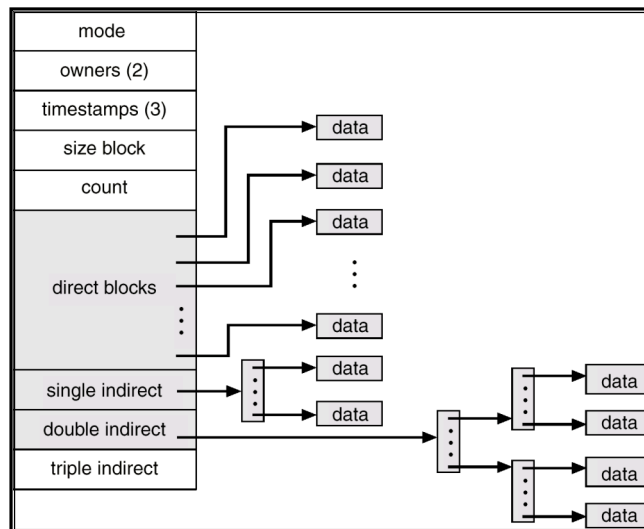 mode
owners (2)
timestamps (3)
size block
count
direct blocks
single indirect
double indirect
triple indirect
data
data
data
data
data
data
data
data
data
data